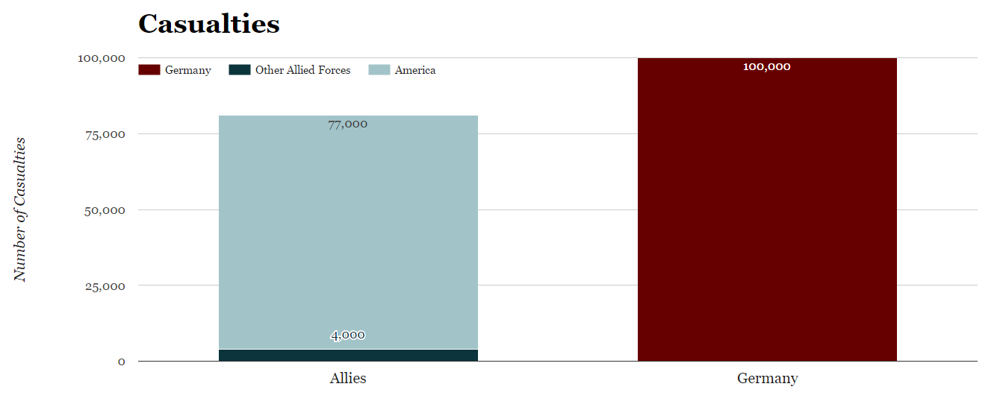 Casualties
100,000
Germany Other Allied Forces America
100,000
77,000
75,000
Number of Casualties
50,000
25,000
4,000
0
Allies Germany